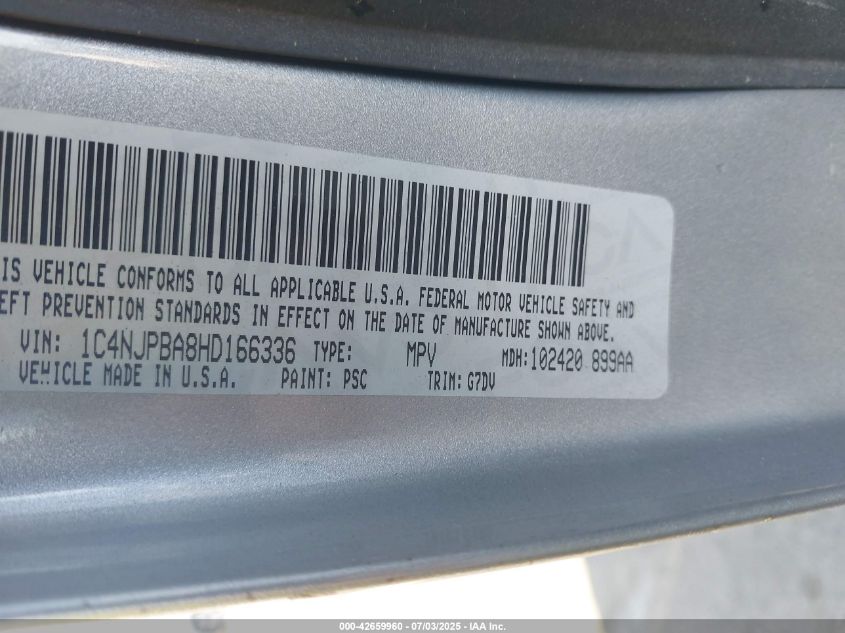 IS VEHICLE CONFORMS TO ALL APPLICABLE U.S.A. FEDERAL MOTOR VEHICLE SAFETY AND
EFT PREVENTION STANDARDS IN EFFECT ON THE DATE OF MANUFACTURE SHOWN ABOVE.
VIN: 1C4NJPBA8HD166336 TYPE: MPV MDH:102420 899AA
VEHICLE MADE IN U.S.A. PAINT: PSC TRIM: G7DV
000-42659960 - 07/03/2025 - IAA Inc.